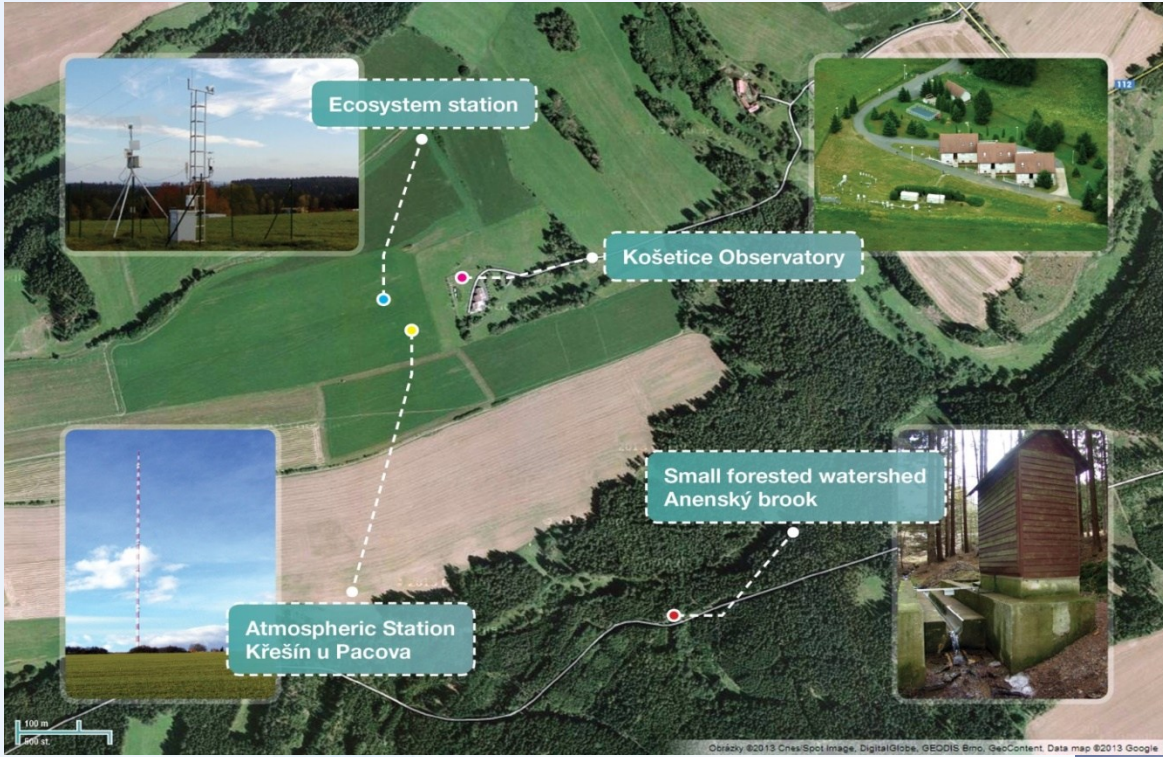 Ecosystem station
112
Košetice Observatory
Small forested watershed
Anenský brook
Atmospheric Station
Křešín u Pacova
100 m
500 st.
Obrázky ©2013 Cnes/Spot Image, DigitalGlobe, GEODIS Brno, GeoContent, Data map ©2013 Google